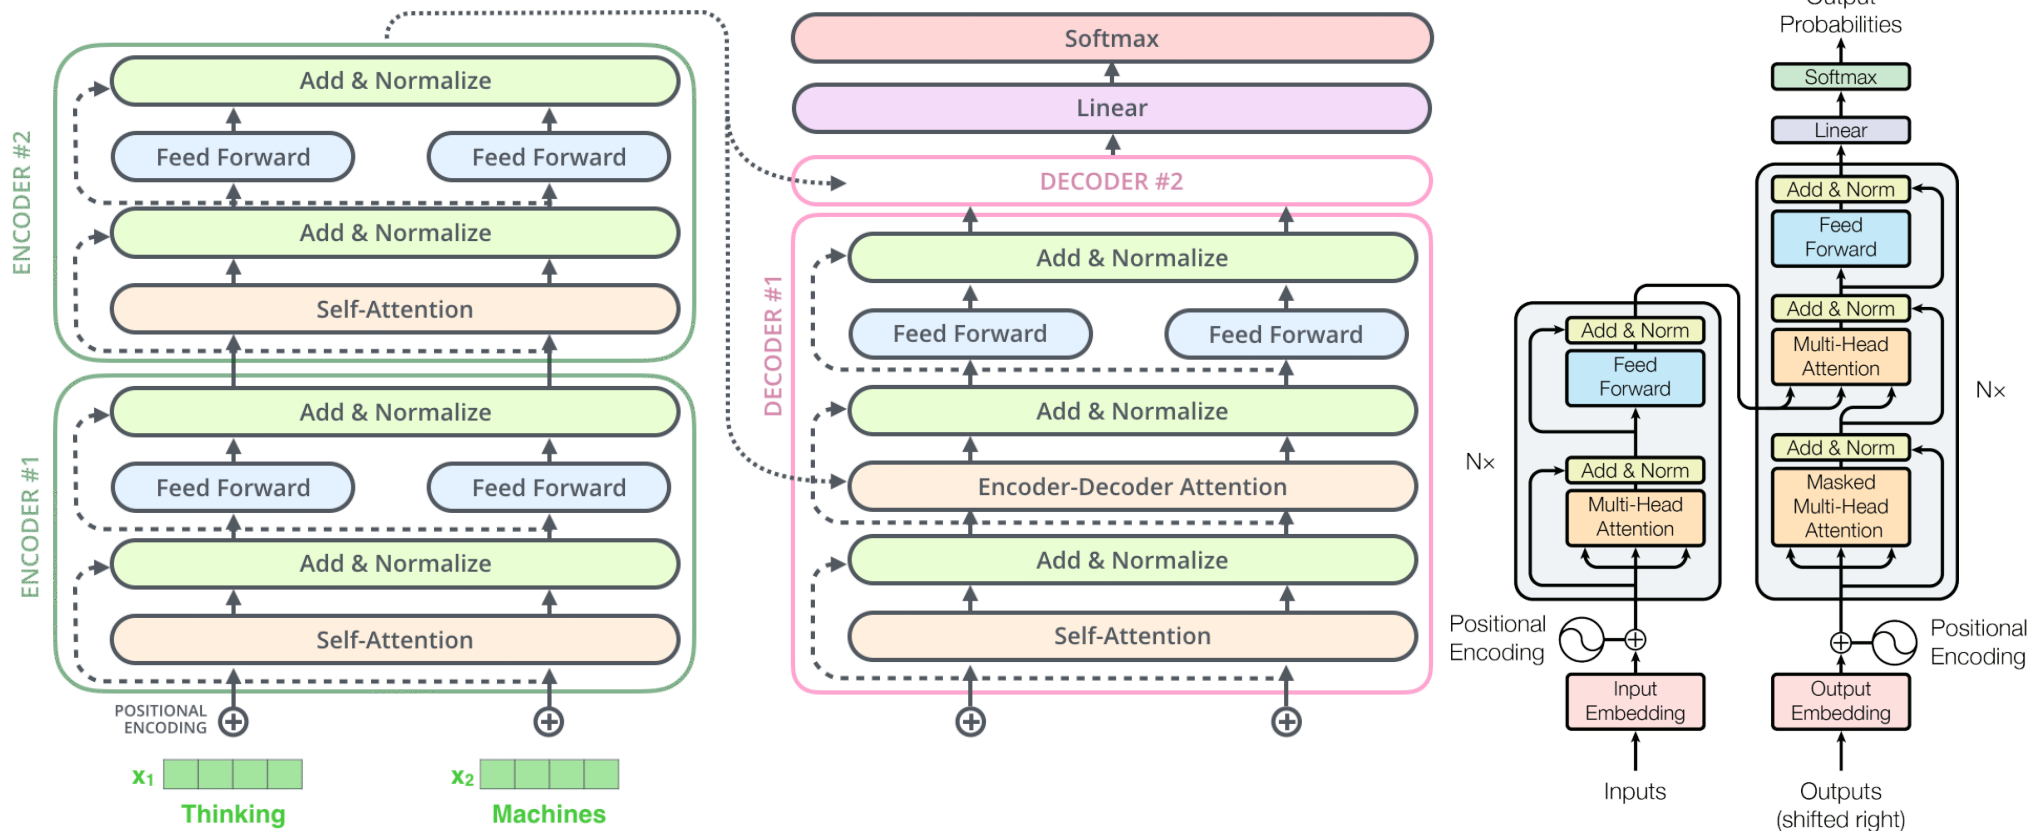 ENCODER #2
Add & Normalize
Feed Forward
Feed Forward
Add & Normalize
Self-Attention
ENCODER #1
Add & Normalize
Feed Forward
Feed Forward
Add & Normalize
Self-Attention
POSITIONAL
ENCODING
x1
x2
Thinking
Machines
Softmax
Linear
DECODER #2
DECODER #1
Add & Normalize
Feed Forward
Feed Forward
Add & Normalize
Encoder-Decoder Attention
Add & Normalize
Self-Attention
Output
Probabilities
Softmax
Linear
Add & Norm
Feed
Forward
Add & Norm
Multi-Head
Attention
Nx
Add & Norm
Masked
Multi-Head
Attention
Add & Norm
Feed
Forward
Nx
Add & Norm
Multi-Head
Attention
Positional
Encoding
Positional
Encoding
Input
Embedding
Output
Embedding
Inputs
Outputs
(shifted right)